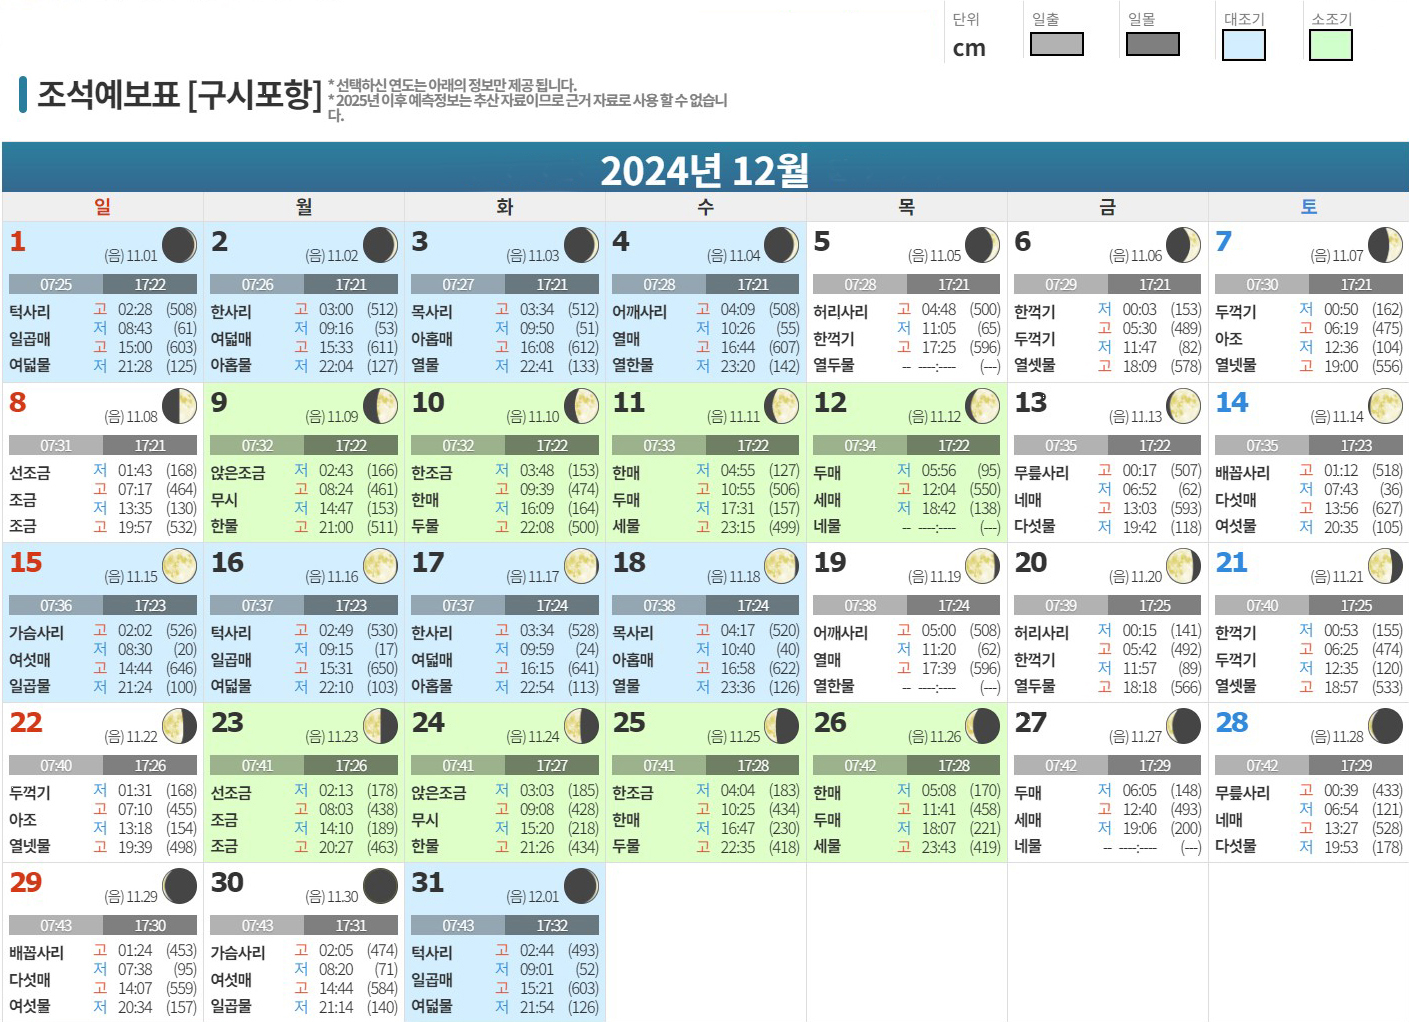 단위 일출 일몰 대조기 소조기
cm
조석예보표 [구시포항]
* 선택하신 연도는 아래의 정보만 제공 됩니다.
* 2025년 이후 예측정보는 추산 자료이므로 근거 자료로 사용 할 수 없습니
다.
2024년 12월
일 월 화 수 목 금 토
1 (음) 11.01
07:25 17:22
턱사리 일곱매 여덟물
고 02:28 (508)
저 08:43 (61)
고 15:00 (603)
저 21:28 (125)
2 (음) 11.02
07:26 17:21
한사리 여덟매 아홉물
고 03:00 (512)
저 09:16 (53)
고 15:33 (611)
저 22:04 (127)
3 (음) 11.03
07:27 17:21
목사리 아홉매 열물
고 03:34 (512)
저 09:50 (51)
고 16:08 (612)
저 22:41 (133)
4 (음) 11.04
07:28 17:21
어깨사리 열매 열한물
고 04:09 (508)
저 10:26 (55)
고 16:44 (607)
저 23:20 (142)
5 (음) 11.05
07:28 17:21
허리사리 한꺽기 열두물
고 04:48 (500)
저 11:05 (65)
고 17:25 (596)
-- ----:---- (---)
6 (음) 11.06
07:29 17:21
한꺽기 두꺽기 열셋물
저 00:03 (153)
고 05:30 (489)
저 11:47 (82)
고 18:09 (578)
7 (음) 11.07
07:30 17:21
두꺽기 아조 열넷물
저 00:50 (162)
고 06:19 (475)
저 12:36 (104)
고 19:00 (556)
8 (음) 11.08
07:31 17:21
선조금 조금 조금
저 01:43 (168)
고 07:17 (464)
저 13:35 (130)
고 19:57 (532)
9 (음) 11.09
07:32 17:22
앉은조금 무시 한물
저 02:43 (166)
고 08:24 (461)
저 14:47 (153)
고 21:00 (511)
10 (음) 11.10
07:32 17:22
한조금 한매 두물
저 03:48 (153)
고 09:39 (474)
저 16:09 (164)
고 22:08 (500)
11 (음) 11.11
07:33 17:22
한매 두매 세물
저 04:55 (127)
고 10:55 (506)
저 17:31 (157)
고 23:15 (499)
12 (음) 11.12
07:34 17:22
두매 세매 네물
저 05:56 (95)
고 12:04 (550)
저 18:42 (138)
-- ----:---- (---)
13 (음) 11.13
07:35 17:22
무릎사리 네매 다섯물
고 00:17 (507)
저 06:52 (62)
고 13:03 (593)
저 19:42 (118)
14 (음) 11.14
07:35 17:23
배꼽사리 다섯매 여섯물
고 01:12 (518)
저 07:43 (36)
고 13:56 (627)
저 20:35 (105)
15 (음) 11.15
07:36 17:23
가슴사리 여섯매 일곱물
고 02:02 (526)
저 08:30 (20)
고 14:44 (646)
저 21:24 (100)
16 (음) 11.16
07:37 17:23
턱사리 일곱매 여덟물
고 02:49 (530)
저 09:15 (17)
고 15:31 (650)
저 22:10 (103)
17 (음) 11.17
07:37 17:24
한사리 여덟매 아홉물
고 03:34 (528)
저 09:59 (24)
고 16:15 (641)
저 22:54 (113)
18 (음) 11.18
07:38 17:24
목사리 아홉매 열물
고 04:17 (520)
저 10:40 (40)
고 16:58 (622)
저 23:36 (126)
19 (음) 11.19
07:38 17:24
어깨사리 열매 열한물
고 05:00 (508)
저 11:20 (62)
고 17:39 (596)
-- ----:---- (---)
20 (음) 11.20
07:39 17:25
허리사리 한꺽기 열두물
저 00:15 (141)
고 05:42 (492)
저 11:57 (89)
고 18:18 (566)
21 (음) 11.21
07:40 17:25
한꺽기 두꺽기 열셋물
저 00:53 (155)
고 06:25 (474)
저 12:35 (120)
고 18:57 (533)
22 (음) 11.22
07:40 17:26
두꺽기 아조 열넷물
저 01:31 (168)
고 07:10 (455)
저 13:18 (154)
고 19:39 (498)
23 (음) 11.23
07:41 17:26
선조금 조금 조금
저 02:13 (178)
고 08:03 (438)
저 14:10 (189)
고 20:27 (463)
24 (음) 11.24
07:41 17:27
앉은조금 무시 한물
저 03:03 (185)
고 09:08 (428)
저 15:20 (218)
고 21:26 (434)
25 (음) 11.25
07:41 17:28
한조금 한매 두물
저 04:04 (183)
고 10:25 (434)
저 16:47 (230)
고 22:35 (418)
26 (음) 11.26
07:42 17:28
한매 두매 세물
저 05:08 (170)
고 11:41 (458)
저 18:07 (221)
고 23:43 (419)
27 (음) 11.27
07:42 17:29
두매 세매 네물
저 06:05 (148)
고 12:40 (493)
저 19:06 (200)
-- ----:---- (---)
28 (음) 11.28
07:42 17:29
무릎사리 네매 다섯물
고 00:39 (433)
저 06:54 (121)
고 13:27 (528)
저 19:53 (178)
29 (음) 11.29
07:43 17:30
배꼽사리 다섯매 여섯물
고 01:24 (453)
저 07:38 (95)
고 14:07 (559)
저 20:34 (157)
30 (음) 11.30
07:43 17:31
가슴사리 여섯매 일곱물
고 02:05 (474)
저 08:20 (71)
고 14:44 (584)
저 21:14 (140)
31 (음) 12.01
07:43 17:32
턱사리 일곱매 여덟물
고 02:44 (493)
저 09:01 (52)
고 15:21 (603)
저 21:54 (126)